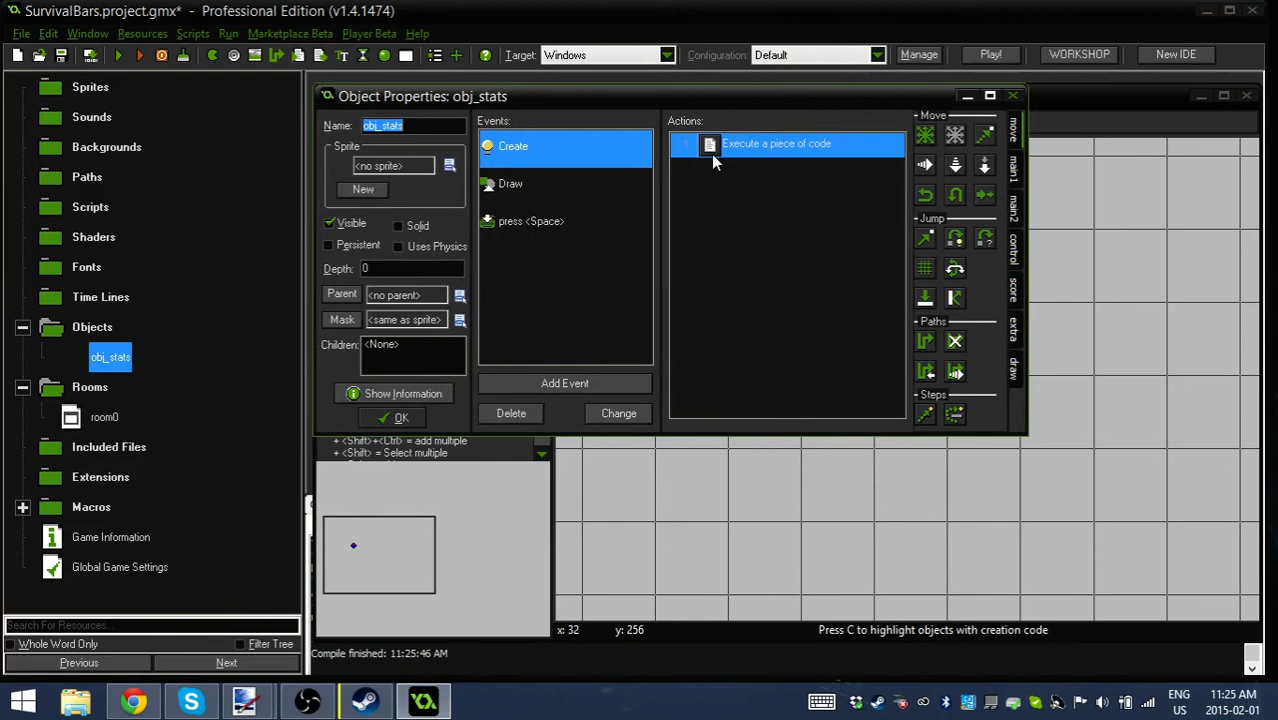 SurvivalBars.project.gmx* - Professional Edition (v1.4.1474)
File Edit Window Resources Scripts Run Marketplace Beta Player Beta Help
Target: Windows Configuration: Default Manage Play! WORKSHOP New IDE
Sprites
Sounds
Backgrounds
Paths
Scripts
Shaders
Fonts
Time Lines
Objects
obj_stats
Rooms
room0
Included Files
Extensions
Macros
Game Information
Global Game Settings
Search For Resources...
Whole Word Only Filter Tree
Previous Next
Object Properties: obj_stats
Name: obj_stats
Sprite
<no sprite>
New
Visible Solid
Persistent Uses Physics
Depth: 0
Parent <no parent>
Mask <same as sprite>
Children: <None>
Show Information
OK
Events:
Create
Draw
press <Space>
Add Event
Delete Change
Actions:
1 Execute a piece of code
Move
Jump
Paths
Steps
move
main1
main2
control
score
extra
draw
+ <Shift>+<Ctrl> = add multiple
+ <Shift> = Select multiple
x: 32 y: 256 Press C to highlight objects with creation code
Compile finished: 11:25:46 AM
ENG
US
11:25 AM
2015-02-01